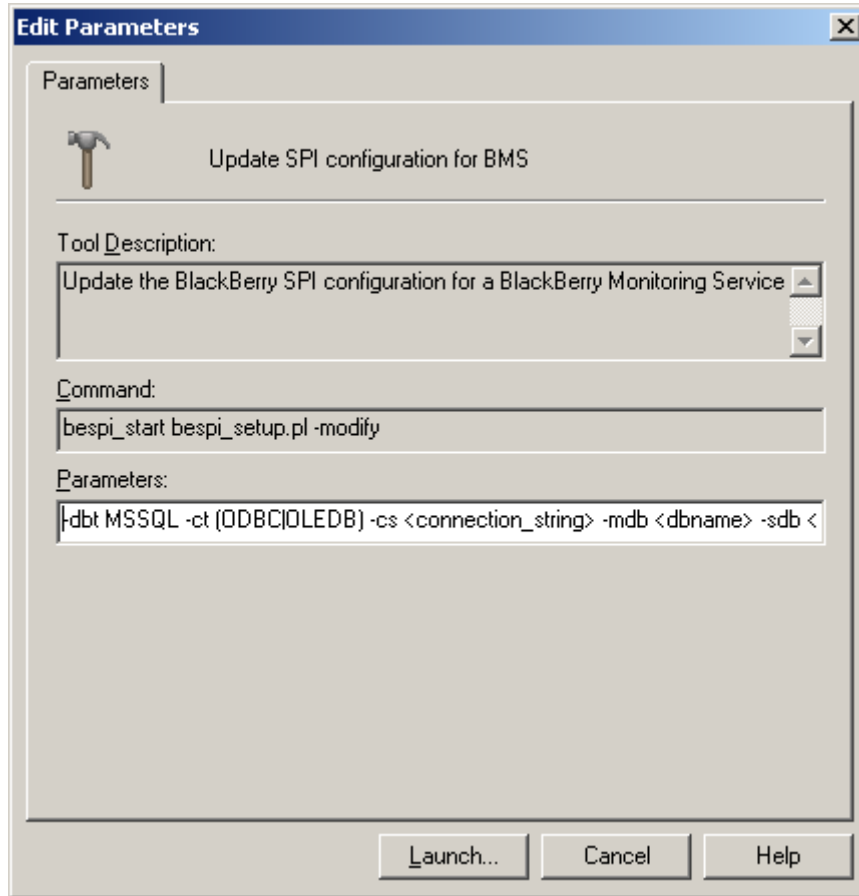 Edit Parameters
Parameters
Update SPI configuration for BMS
Tool Description:
Update the BlackBerry SPI configuration for a BlackBerry Monitoring Service
Command:
bespi_start bespi_setup.pl -modify
Parameters:
-dbt MSSQL -ct (ODBC|OLEDB) -cs <connection_string> -mdb <dbname> -sdb <
Launch...
Cancel
Help